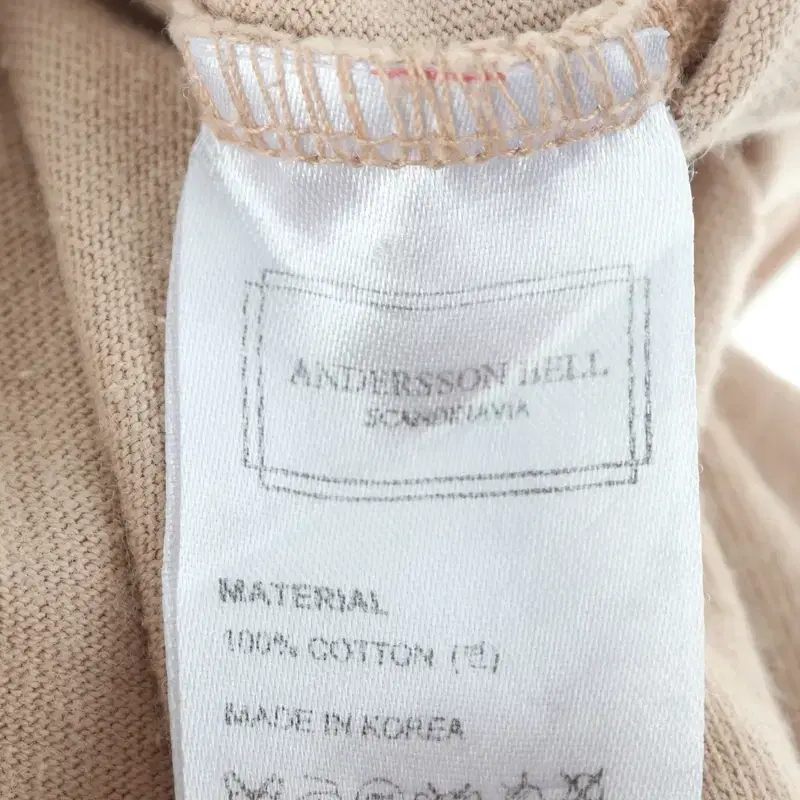 ANDERSSON BELL
SCANDINAVIA
MATERIAL
100% COTTON (면)
MADE IN KOREA